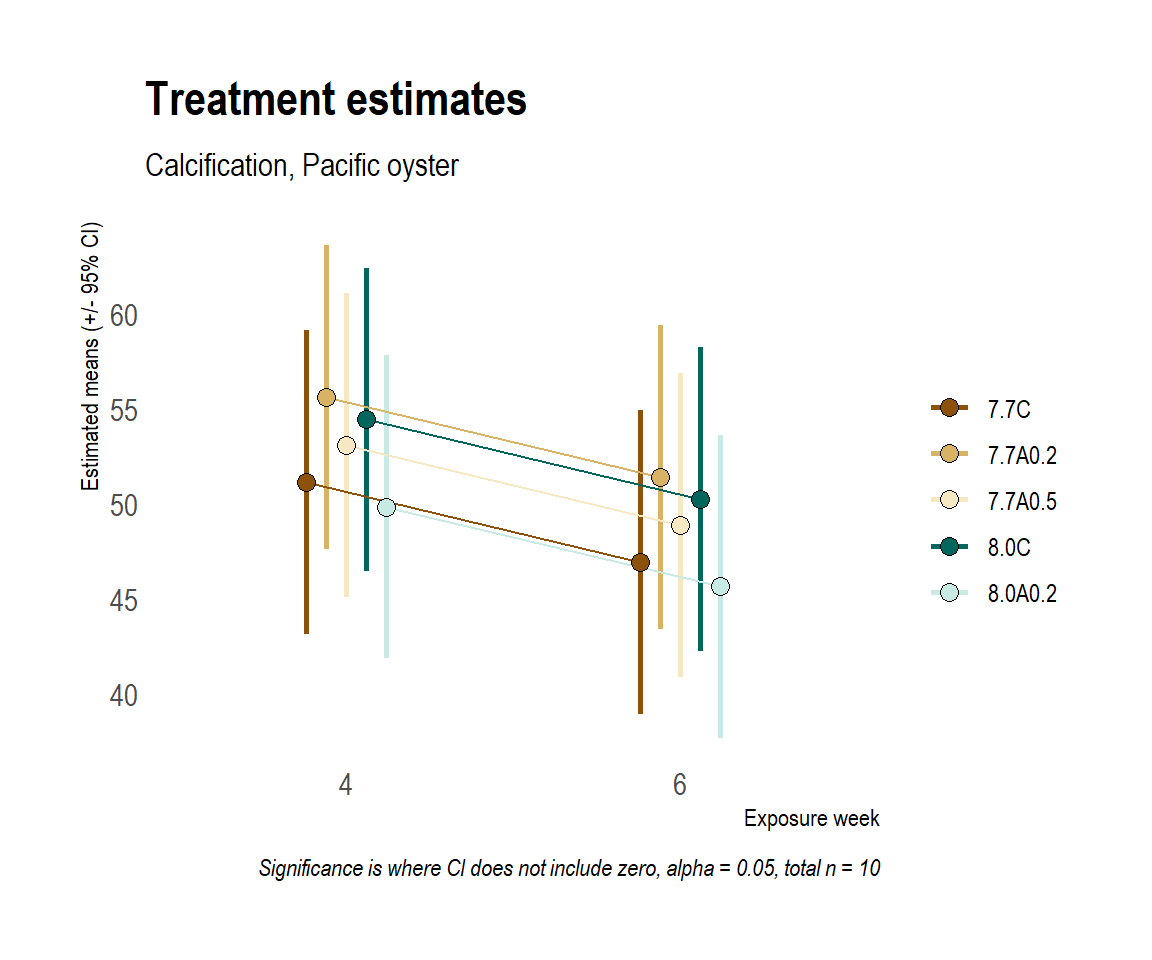 Treatment estimates
Calcification, Pacific oyster
Estimated means (+/- 95% CI)
60
55
50
45
40
4
6
Exposure week
7.7C
7.7A0.2
7.7A0.5
8.0C
8.0A0.2
Significance is where CI does not include zero, alpha = 0.05, total n = 10